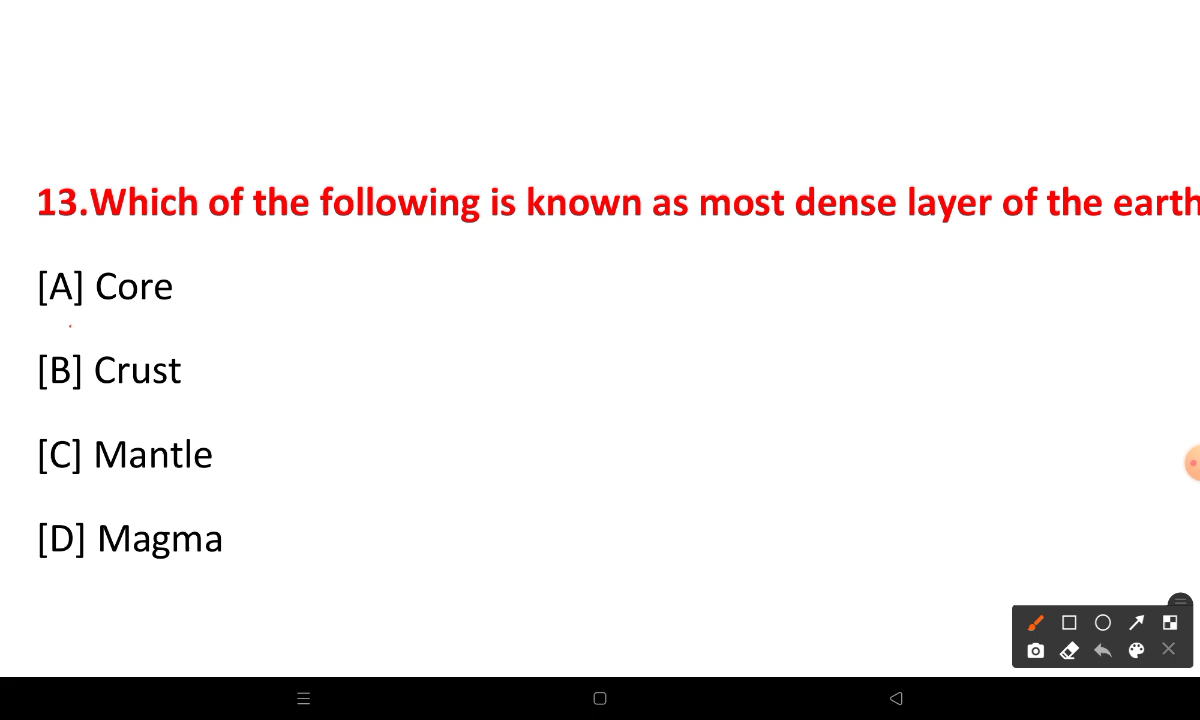 13.Which of the following is known as most dense layer of the earth
[A] Core
[B] Crust
[C] Mantle
[D] Magma